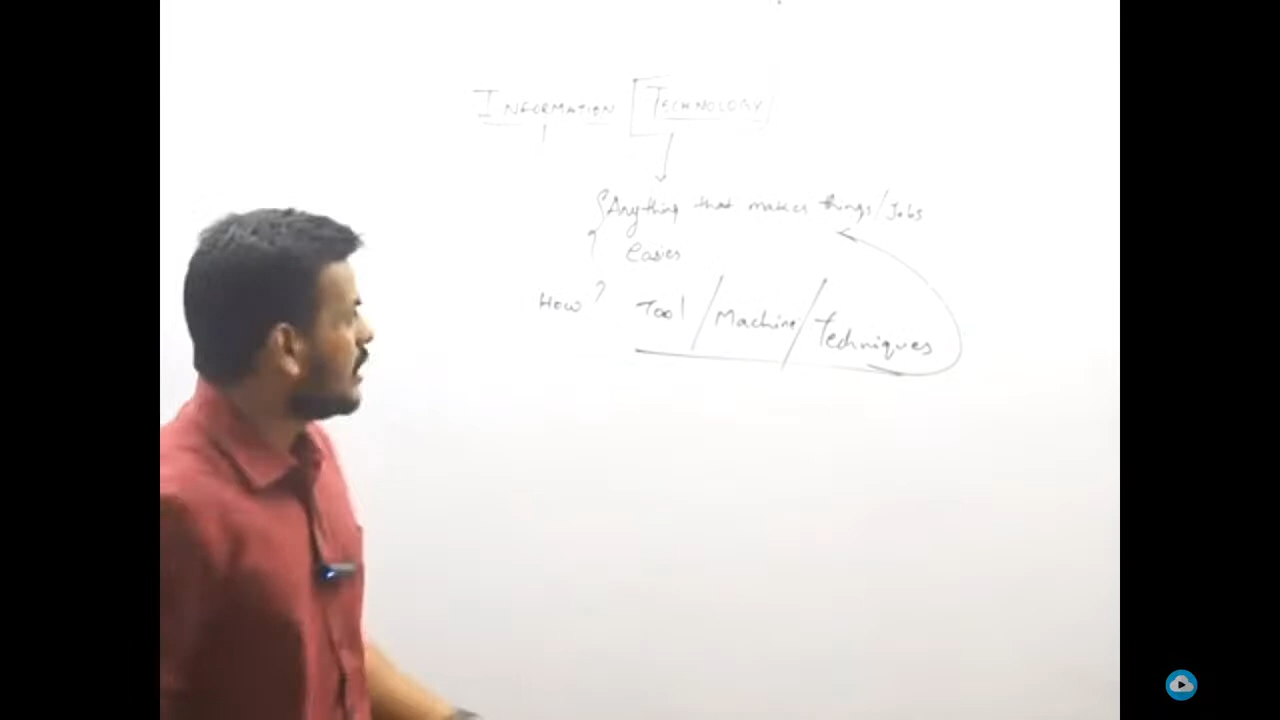 INFORMATION TECHNOLOGY
Anything that makes things/Jobs
Easier
How? Tool/Machine/Techniques